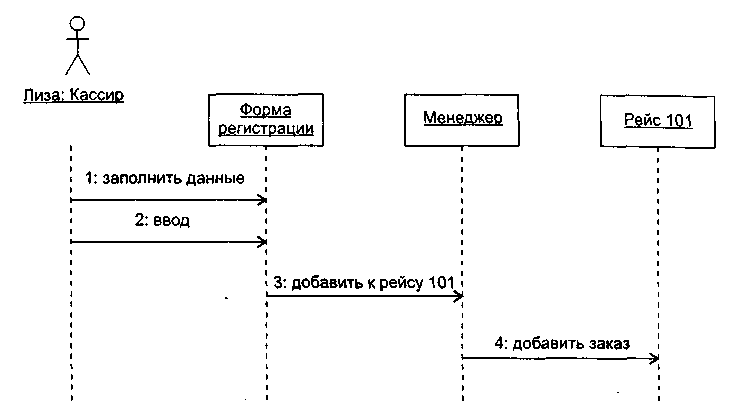 Лиза: Кассир
Форма
регистрации
Менеджер
Рейс 101
1: заполнить данные
2: ввод
3: добавить к рейсу 101
4: добавить заказ